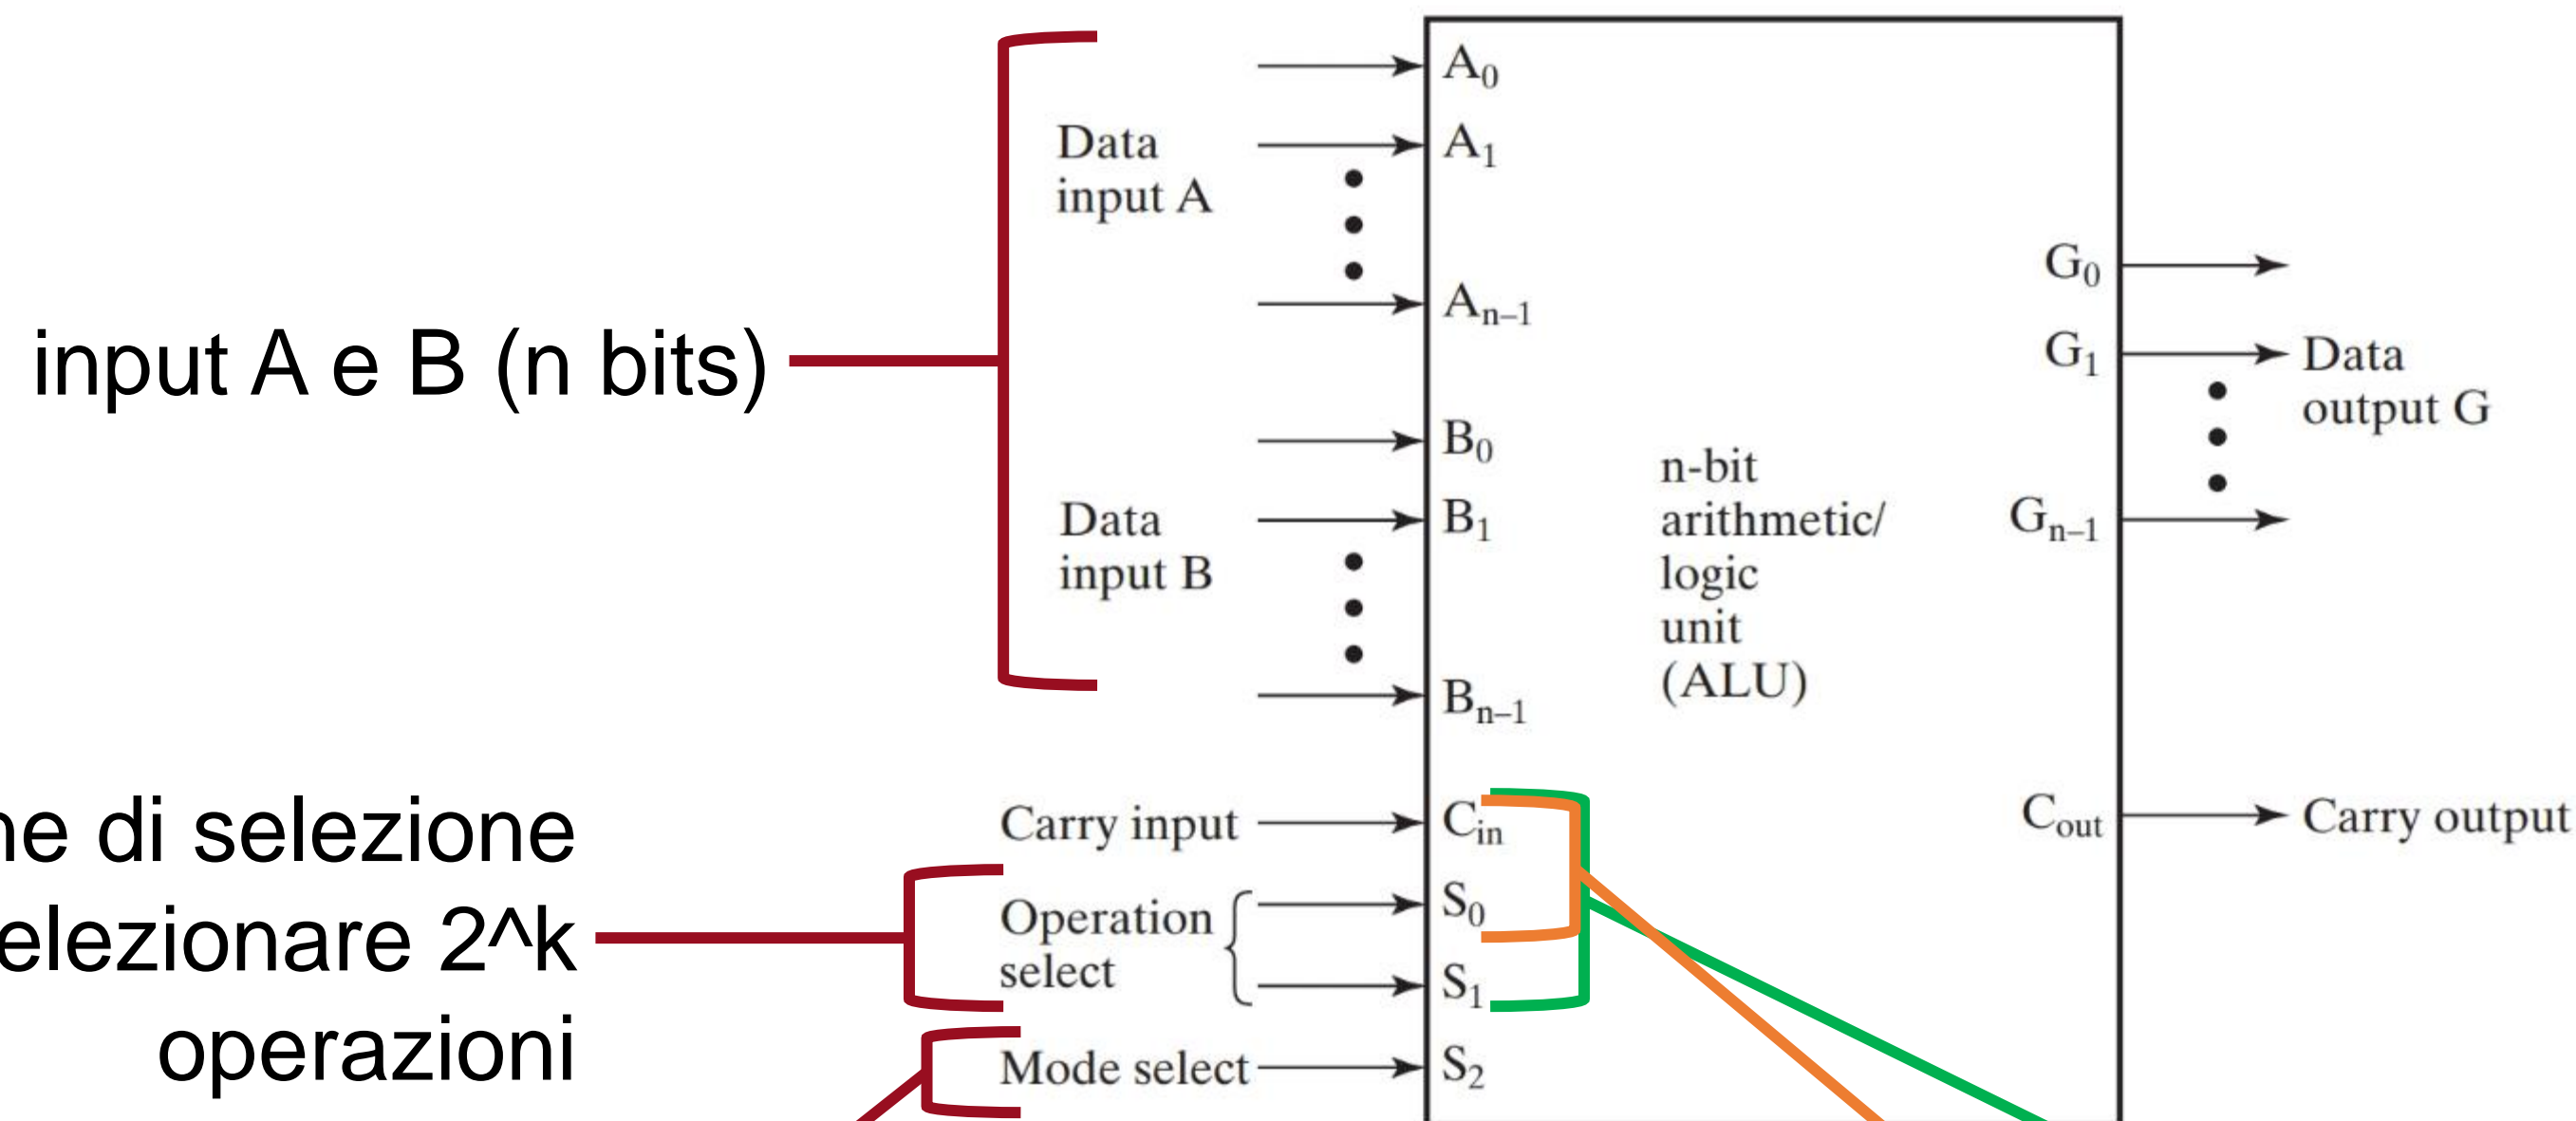 input A e B (n bits)
ne di selezione
elezionare 2^k
operazioni
Data
input A
Data
input B
Carry input
Operation
select
Mode select
A0
A1
An–1
B0
B1
Bn–1
Cin
S0
S1
S2
n-bit
arithmetic/
logic
unit
(ALU)
G0
G1
Gn–1
Cout
Data
output G
Carry output